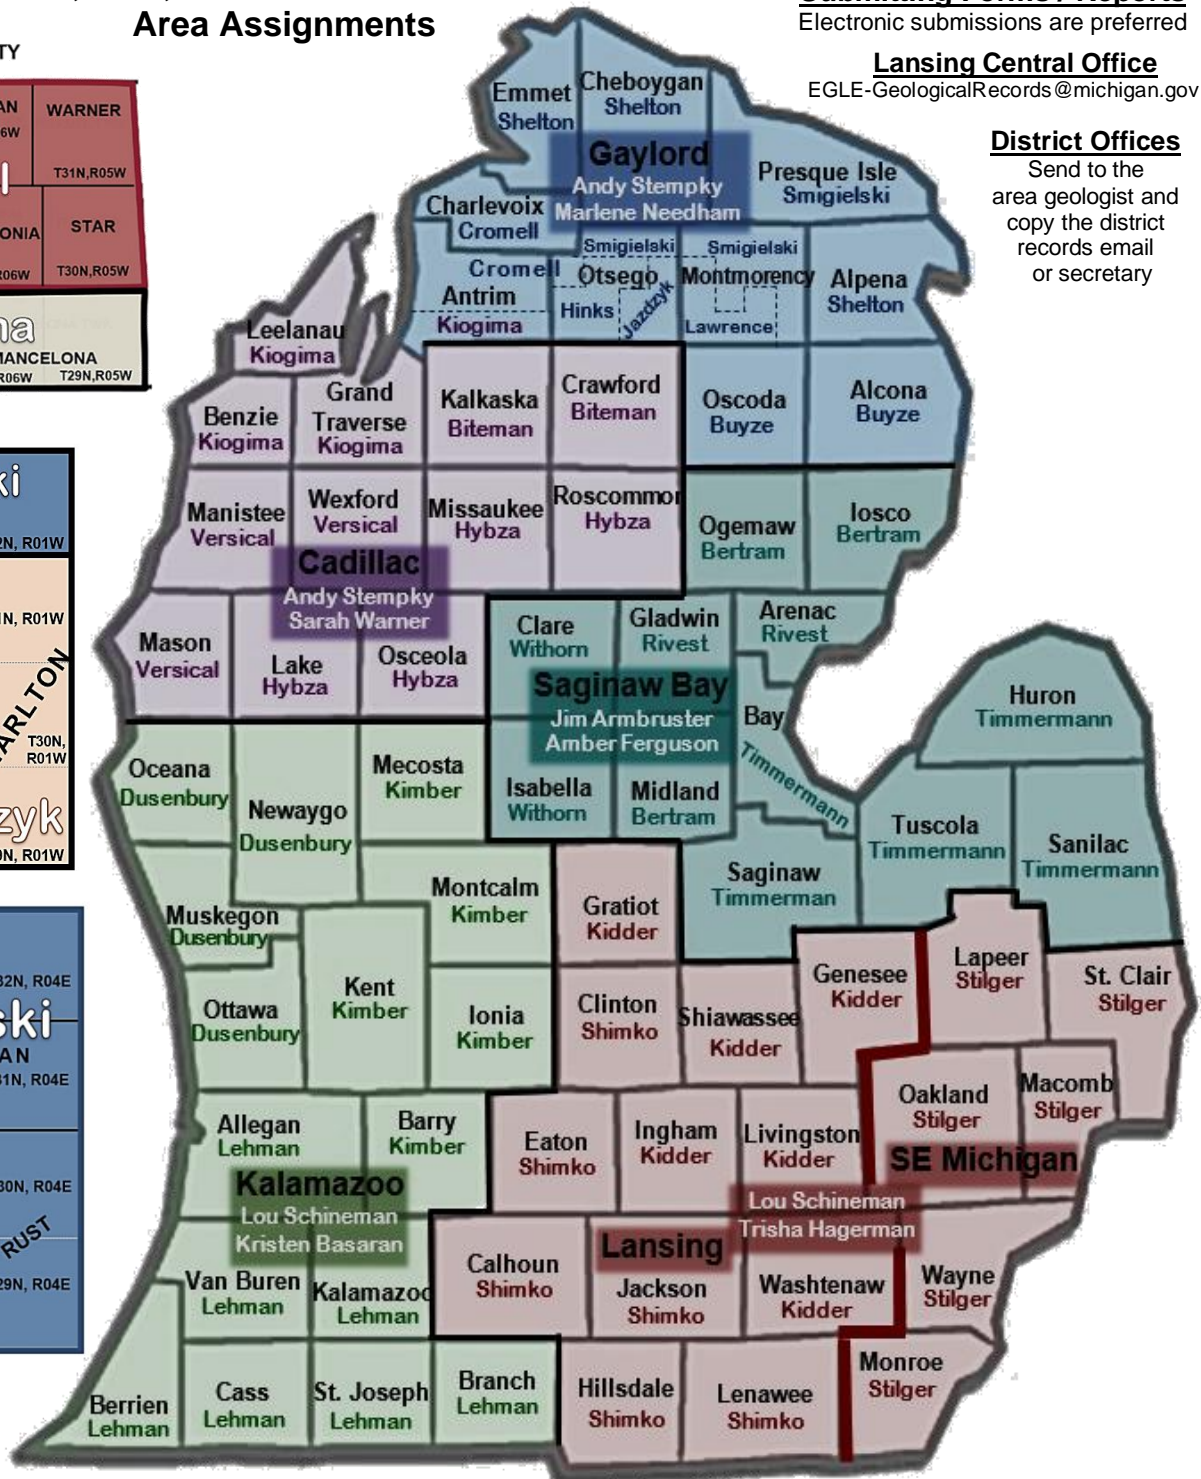 Area Assignments
Electronic submissions are preferred
Lansing Central Office
EGLE-GeologicalRecords@michigan.gov
District Offices
Send to the
area geologist and
copy the district
records email
or secretary
WARNER
T31N,R05W
STAR
T30N,R05W
T29N,R05W
R01W
T30N,
R01W
Emmet
Shelton
Cheboygan
Shelton
Gaylord
Andy Stempky
Marlene Needham
Presque Isle
Smigielski
Charlevoix
Cromell
Cromell
Antrim
Kiogima
Smigielski
Otsego
Hinks
Jazdzyk
Smigielski
Montmorency
Lawrence
Alpena
Shelton
Leelanau
Kiogima
Benzie
Kiogima
Grand
Traverse
Kiogima
Kalkaska
Biteman
Crawford
Biteman
Oscoda
Buyze
Alcona
Buyze
Manistee
Versical
Wexford
Versical
Missaukee
Hybza
Roscommon
Hybza
Ogemaw
Bertram
Iosco
Bertram
Cadillac
Andy Stempky
Sarah Warner
Mason
Versical
Lake
Hybza
Osceola
Hybza
Clare
Withorn
Gladwin
Rivest
Arenac
Rivest
Saginaw Bay
Jim Armbruster
Amber Ferguson
Bay
Timmermann
Huron
Timmermann
Oceana
Dusenbury
Newaygo
Dusenbury
Mecosta
Kimber
Isabella
Withorn
Midland
Bertram
Tuscola
Timmermann
Sanilac
Timmermann
Saginaw
Timmerman
Montcalm
Kimber
Gratiot
Kidder
Muskegon
Dusenbury
Kent
Kimber
Ottawa
Dusenbury
Ionia
Kimber
Clinton
Shimko
Shiawassee
Kidder
Genesee
Kidder
Lapeer
Stilger
St. Clair
Stilger
Allegan
Lehman
Barry
Kimber
Eaton
Shimko
Ingham
Kidder
Livingston
Kidder
Oakland
Stilger
Macomb
Stilger
SE Michigan
Lou Schineman
Trisha Hagerman
Kalamazoo
Lou Schineman
Kristen Basaran
Lansing
Van Buren
Lehman
Kalamazoo
Lehman
Calhoun
Shimko
Jackson
Shimko
Washtenaw
Kidder
Wayne
Stilger
Berrien
Lehman
Cass
Lehman
St. Joseph
Lehman
Branch
Lehman
Hillsdale
Shimko
Lenawee
Shimko
Monroe
Stilger